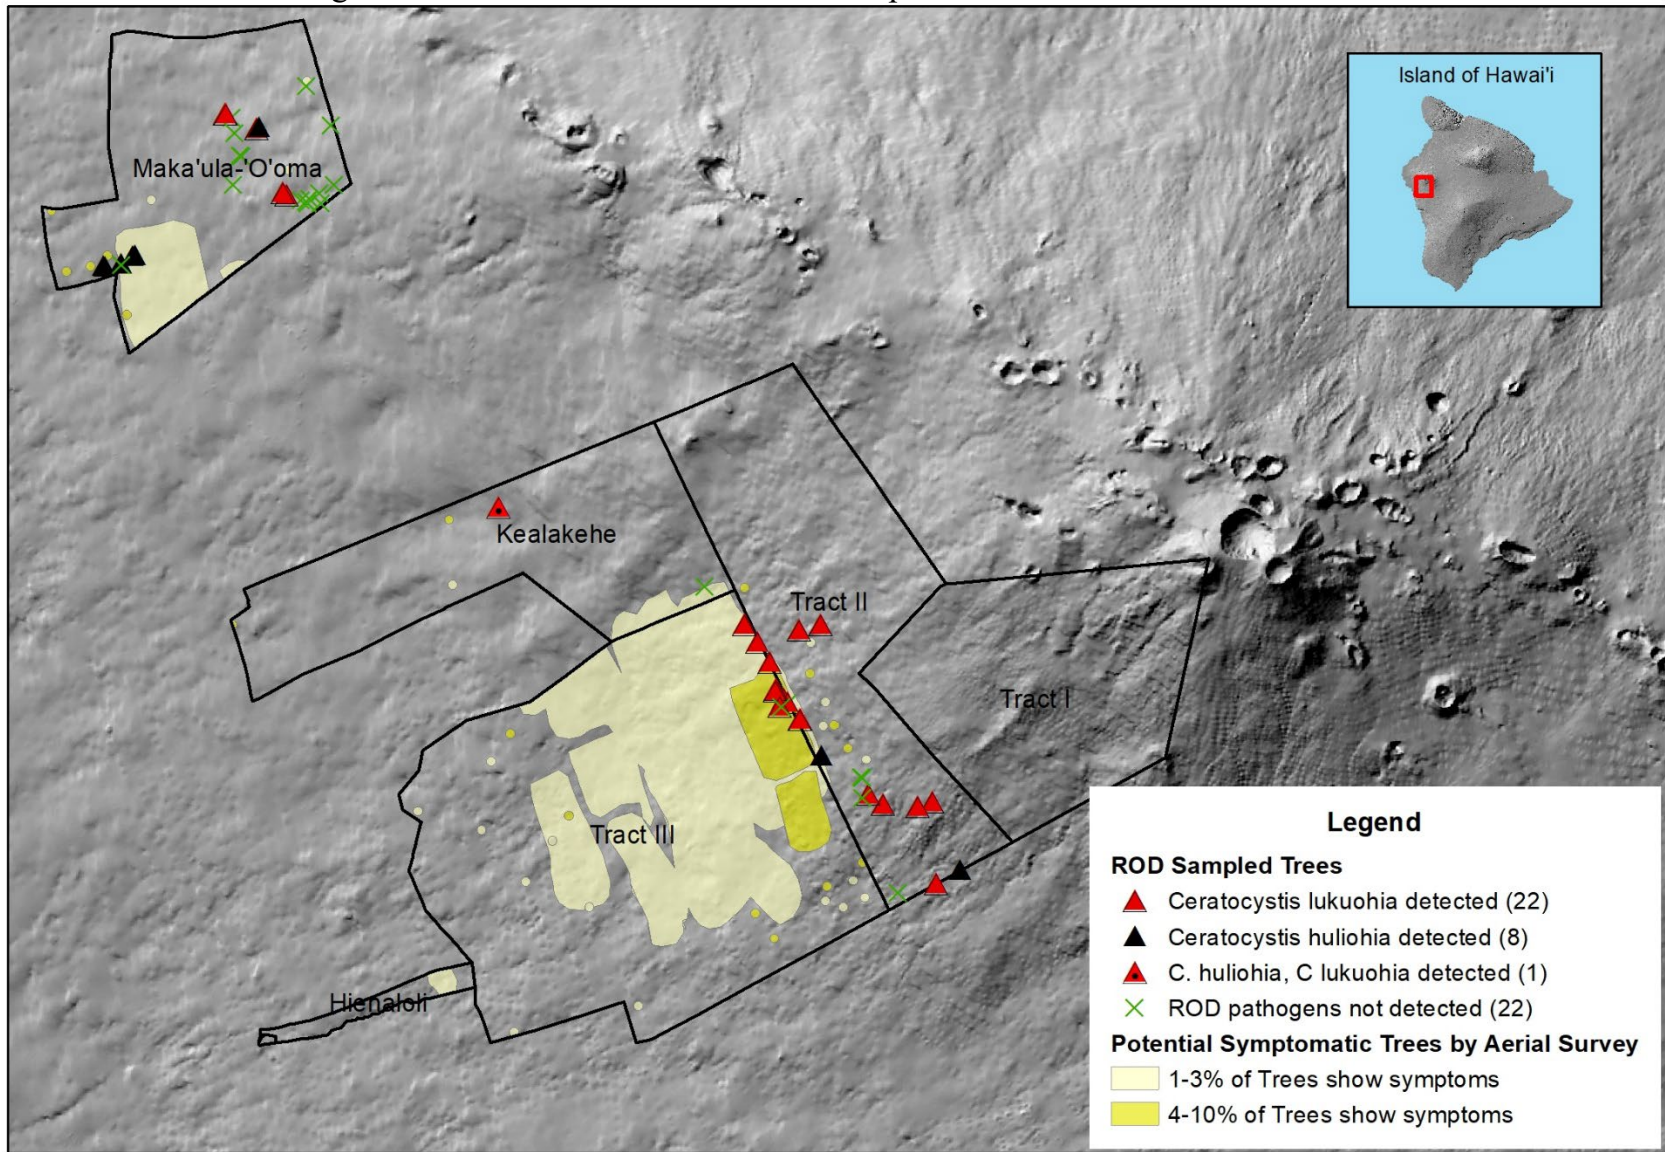 Island of Hawai'i
Maka'ula-'O'oma
Kealakehe
Tract II
Tract I
Tract III
Hienaloli
Legend
ROD Sampled Trees
Ceratocystis lukuohia detected (22)
Ceratocystis huliohia detected (8)
C. huliohia, C lukuohia detected (1)
ROD pathogens not detected (22)
Potential Symptomatic Trees by Aerial Survey
1-3% of Trees show symptoms
4-10% of Trees show symptoms